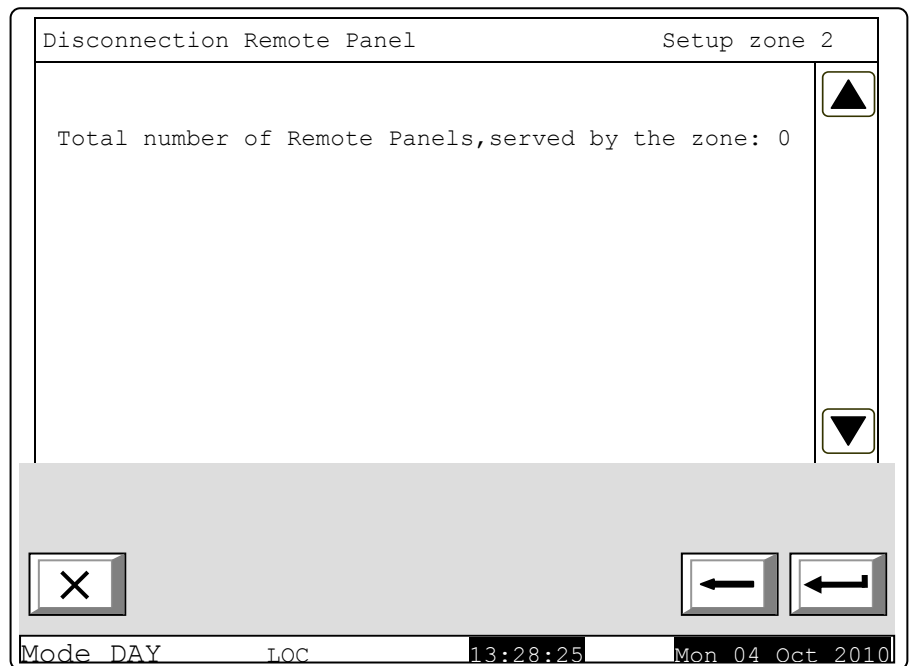 Disconnection Remote Panel Setup zone 2
Total number of Remote Panels,served by the zone: 0
Mode DAY LOC 13:28:25 Mon 04 Oct 2010